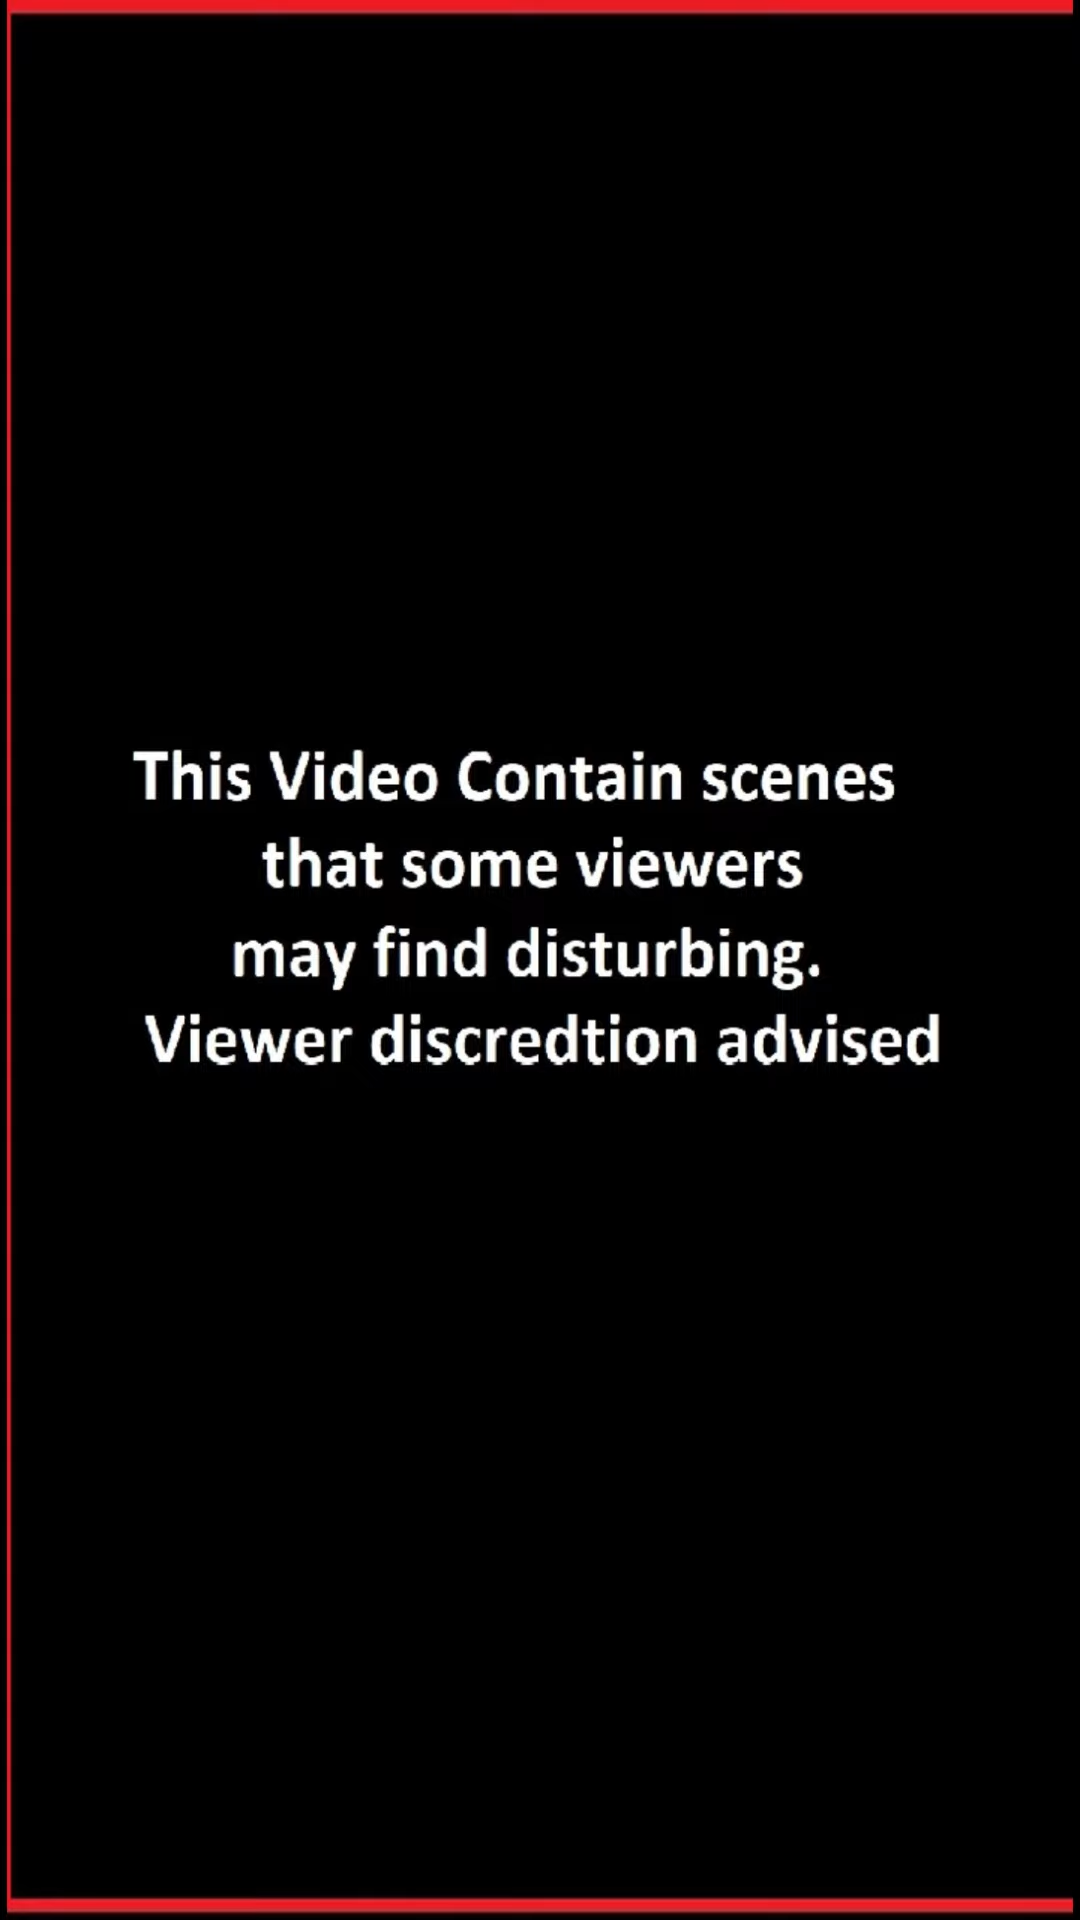 This Video Contain scenes
that some viewers
may find disturbing.
Viewer discredtion advised